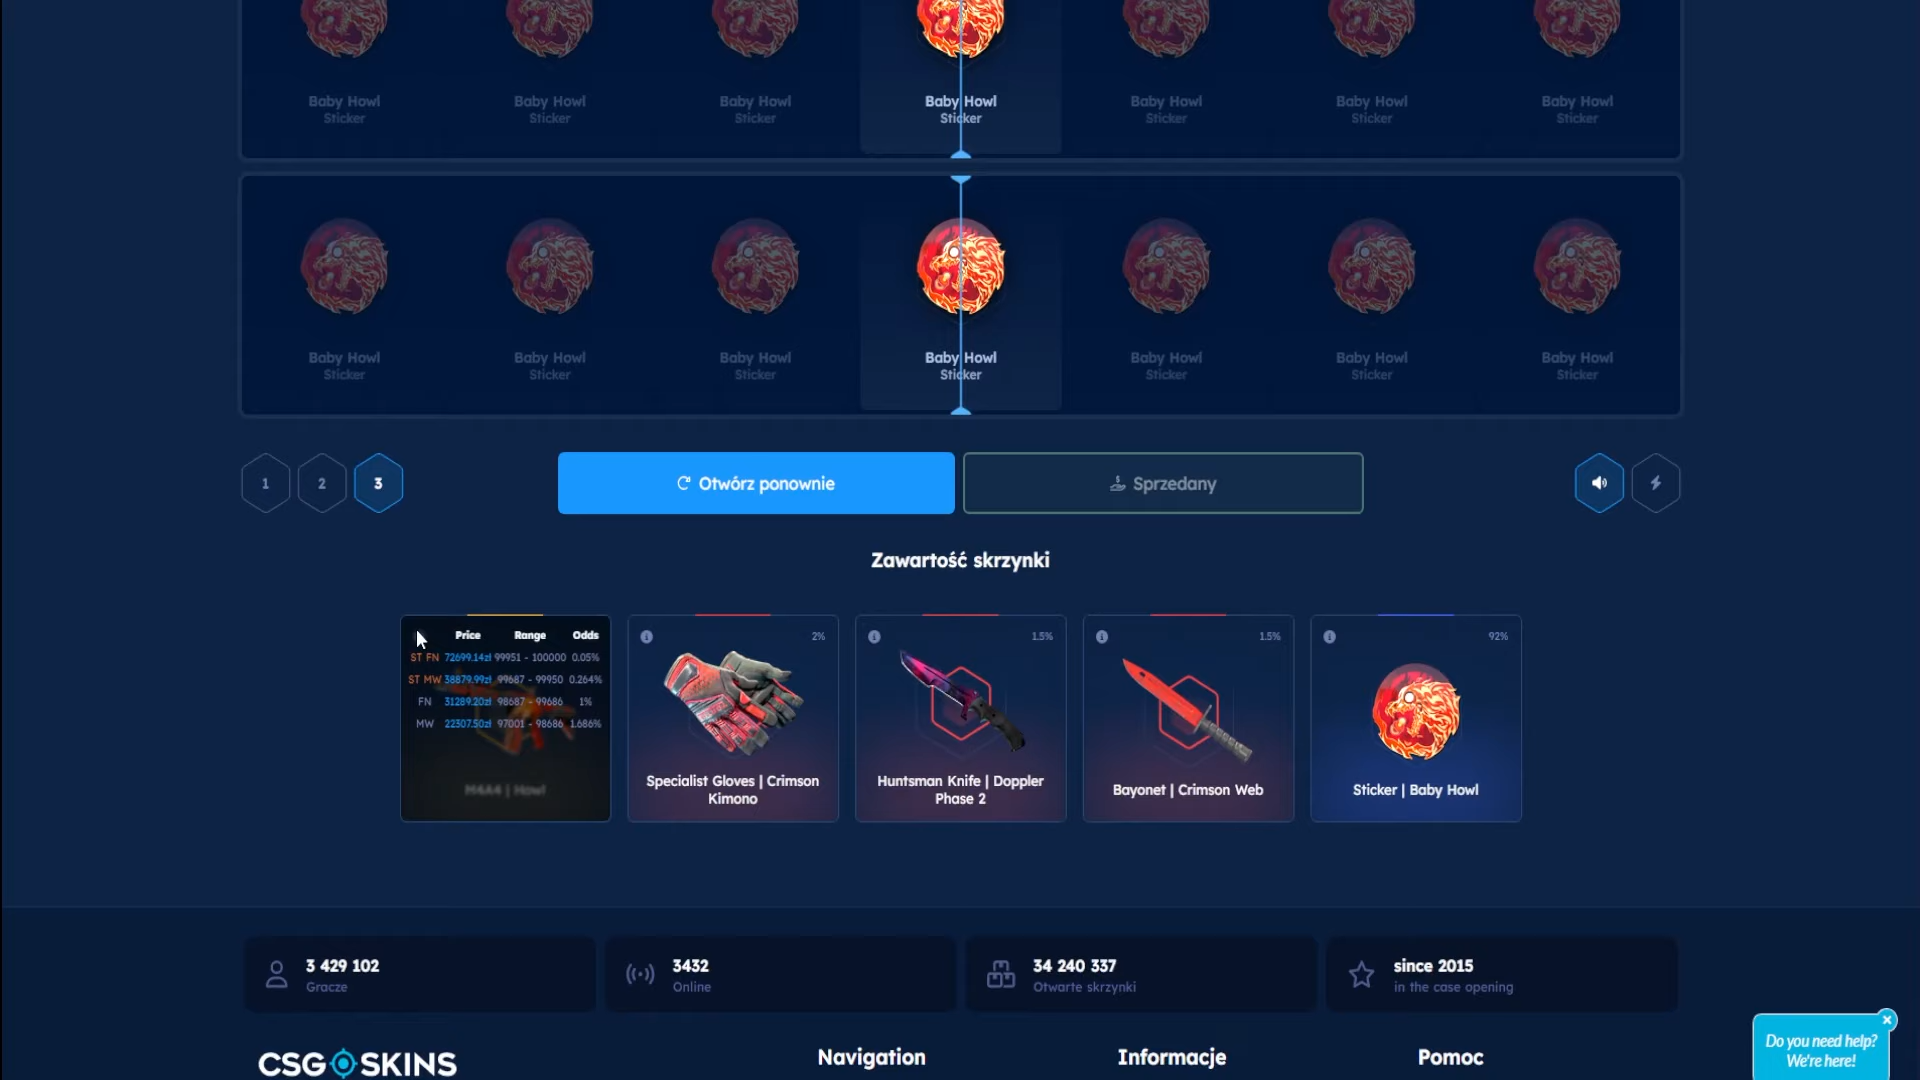 Baby Howl Baby Howl Baby Howl Baby Howl Baby Howl Baby Howl Baby Howl
Sticker Sticker Sticker Sticker Sticker Sticker Sticker
Baby Howl Baby Howl Baby Howl Baby Howl Baby Howl Baby Howl Baby Howl
Sticker Sticker Sticker Sticker Sticker Sticker Sticker
1 2 3 Otwórz ponownie Sprzedany
Zawartość skrzynki
Price Range Odds
ST FN 72699.14zł 99951 - 100000 0.05%
ST MW 38879.99zł 99687 - 99950 0.264%
FN 31289.20zł 98687 - 99686 1%
MW 22307.50zł 97001 - 98686 1.686%
M4A4 | Howl
2%
Specialist Gloves | Crimson
Kimono
1.5%
Huntsman Knife | Doppler
Phase 2
1.5%
Bayonet | Crimson Web
92%
Sticker | Baby Howl
3 429 102
Gracze
3432
Online
34 240 337
Otwarte skrzynki
since 2015
in the case opening
CSGOSKINS
Navigation
Informacje
Pomoc
Do you need help?
We're here!